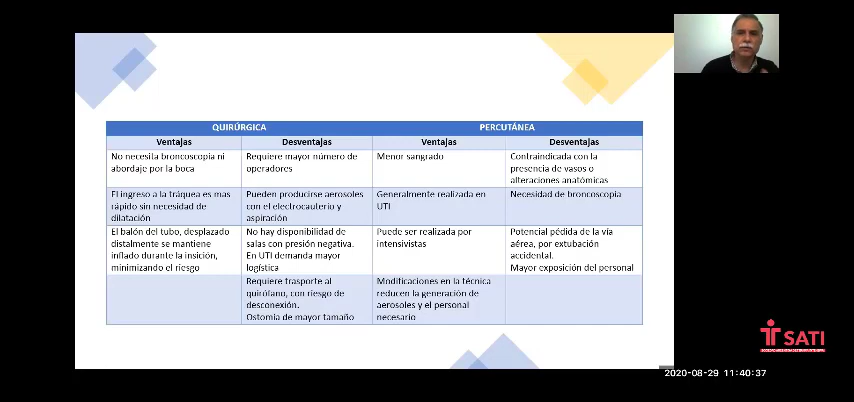 QUIRÚRGICA PERCUTÁNEA
Ventajas Desventajas Ventajas Desventajas
No necesita broncoscopia ni
abordaje por la boca
Requiere mayor número de
operadores
Menor sangrado
Contraindicada con la
presencia de vasos o
alteraciones anatómicas
El ingreso a la tráquea es mas
rápido sin necesidad de
dilatación
Pueden producirse aerosoles
con el electrocauterio y
aspiración
Generalmente realizada en
UTI
Necesidad de broncoscopia
El balón del tubo, desplazado
distalmente se mantiene
inflado durante la insición,
minimizando el riesgo
No hay disponibilidad de
salas con presión negativa.
En UTI demanda mayor
logística
Puede ser realizada por
intensivistas
Potencial pédida de la vía
aérea, por extubación
accidental.
Mayor exposición del personal
Requiere trasporte al
quirófano, con riesgo de
desconexión.
Ostomia de mayor tamaño
Modificaciones en la técnica
reducen la generación de
aerosoles y el personal
necesario
SATI
2020-08-29 11:40:37